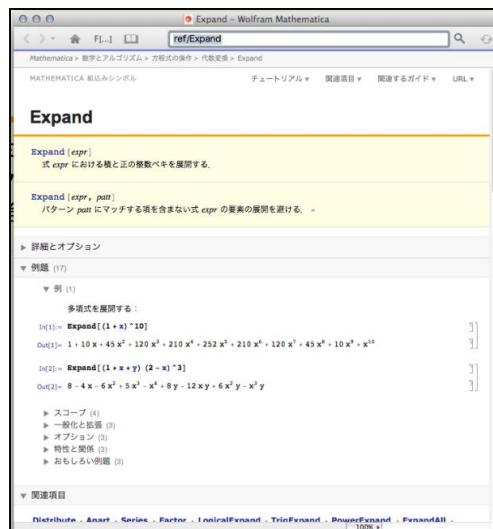 Expand – Wolfram Mathematica
F[...]
ref/Expand
Mathematica > 数学とアルゴリズム > 方程式の操作 > 代数変換 > Expand
MATHEMATICA 組込みシンボル
チュートリアル 関連項目 関連するガイド URL
Expand
Expand[expr]
式 expr における積と正の整数ベキを展開する.
Expand[expr, patt]
パターン patt にマッチする項を含まない式 expr の要素の展開を避ける.
詳細とオプション
例題 (17)
例 (1)
多項式を展開する:
In[1]:= Expand[(1 + x)^10]
Out[1]= 1 + 10 x + 45 x² + 120 x³ + 210 x⁴ + 252 x⁵ + 210 x⁶ + 120 x⁷ + 45 x⁸ + 10 x⁹ + x¹⁰
In[2]:= Expand[(1 + x + y) (2 - x)^3]
Out[2]= 8 - 4 x - 6 x² + 5 x³ - x⁴ + 8 y - 12 x y + 6 x² y - x³ y
スコープ (4)
一般化と拡張 (3)
オプション (3)
特性と関係 (3)
おもしろい例題 (3)
関連項目
Distribute · Apart · Series · Factor · LogicalExpand · TrigExpand · PowerExpand · ExpandAll ·
100%